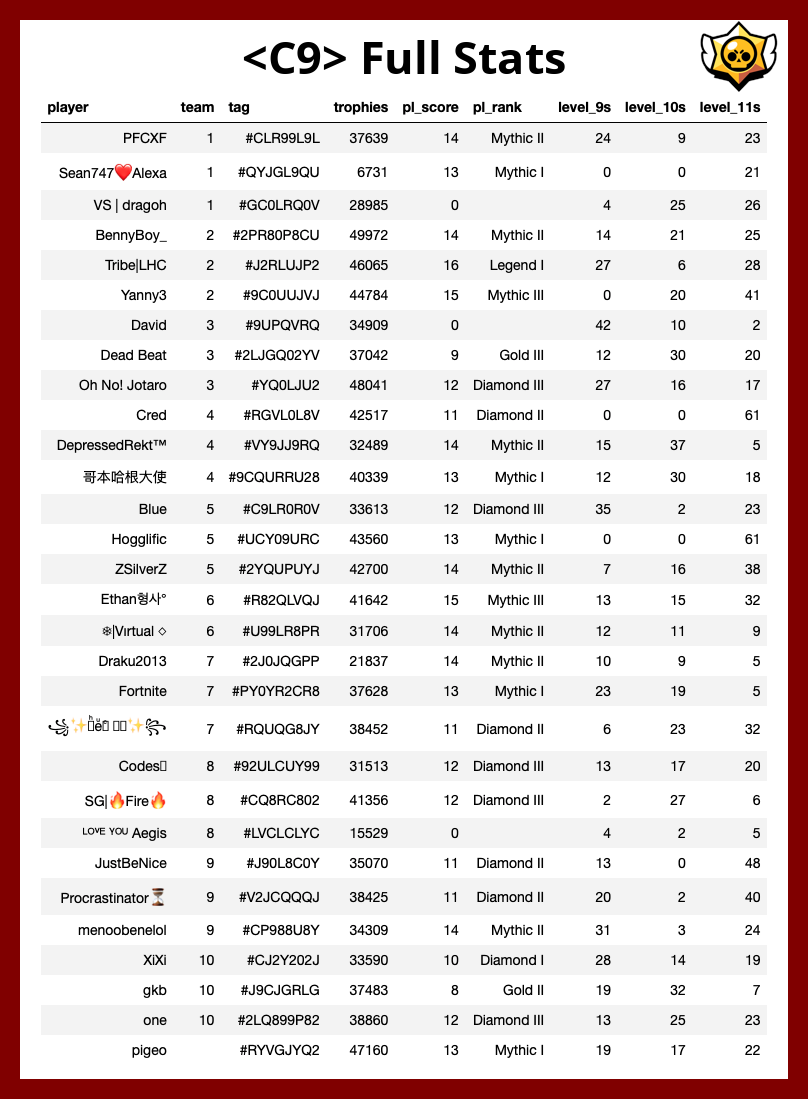 <C9> Full Stats
player team tag trophies pl_score pl_rank level_9s level_10s level_11s
PFCXF 1 #CLR99L9L 37639 14 Mythic II 24 9 23
Sean747❤️Alexa 1 #QYJGL9QU 6731 13 Mythic I 0 0 21
VS | dragoh 1 #GC0LRQ0V 28985 0 4 25 26
BennyBoy_ 2 #2PR80P8CU 49972 14 Mythic II 14 21 25
Tribe|LHC 2 #J2RLUJP2 46065 16 Legend I 27 6 28
Yanny3 2 #9C0UUJVJ 44784 15 Mythic III 0 20 41
David 3 #9UPQVRQ 34909 0 42 10 2
Dead Beat 3 #2LJGQ02YV 37042 9 Gold III 12 30 20
Oh No! Jotaro 3 #YQ0LJU2 48041 12 Diamond III 27 16 17
Cred 4 #RGVL0L8V 42517 11 Diamond II 0 0 61
DepressedRekt™ 4 #VY9JJ9RQ 32489 14 Mythic II 15 37 5
哥本哈根大使 4 #9CQURRU28 40339 13 Mythic I 12 30 18
Blue 5 #C9LR0R0V 33613 12 Diamond III 35 2 23
Hogglific 5 #UCY09URC 43560 13 Mythic I 0 0 61
ZSilverZ 5 #2YQUPUYJ 42700 14 Mythic II 7 16 38
Ethan형사° 6 #R82QLVQJ 41642 15 Mythic III 13 15 32
❄|Vırtual ◇ 6 #U99LR8PR 31706 14 Mythic II 12 11 9
Draku2013 7 #2J0JQGPP 21837 14 Mythic II 10 9 5
Fortnite 7 #PY0YR2CR8 37628 13 Mythic I 23 19 5
7 #RQUQG8JY 38452 11 Diamond II 6 23 32
Codes 8 #92ULCUY99 31513 12 Diamond III 13 17 20
SG|🔥Fire🔥 8 #CQ8RC802 41356 12 Diamond III 2 27 6
ᴸᴼⱽᴱ ᵞᴼᵁ Aegis 8 #LVCLCLYC 15529 0 4 2 5
JustBeNice 9 #J90L8C0Y 35070 11 Diamond II 13 0 48
Procrastinator⏳ 9 #V2JCQQQJ 38425 11 Diamond II 20 2 40
menoobenelol 9 #CP988U8Y 34309 14 Mythic II 31 3 24
XiXi 10 #CJ2Y202J 33590 10 Diamond I 28 14 19
gkb 10 #J9CJGRLG 37483 8 Gold II 19 32 7
one 10 #2LQ899P82 38860 12 Diamond III 13 25 23
pigeo #RYVGJYQ2 47160 13 Mythic I 19 17 22